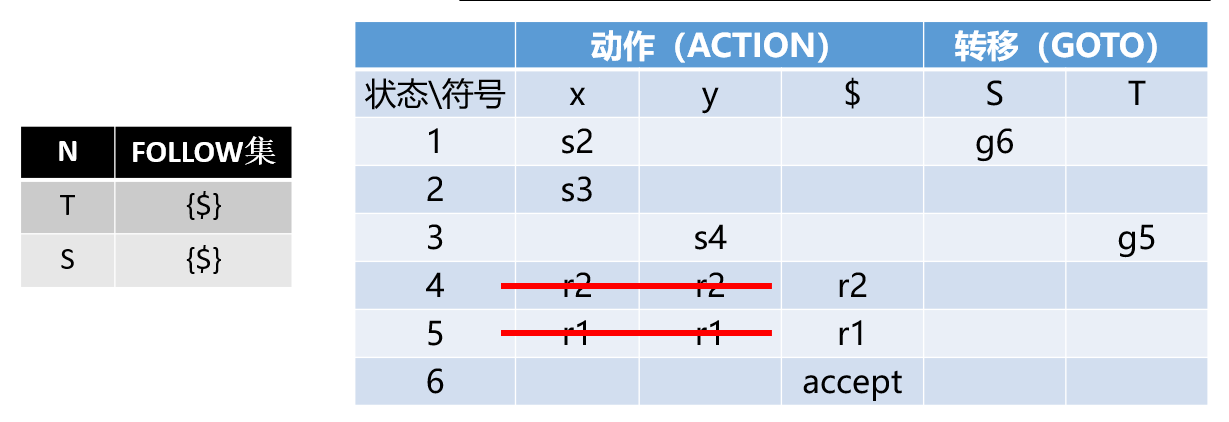 N FOLLOW集
T {$}
S {$}
动作（ACTION） 转移（GOTO）
状态\符号 x y $ S T
1 s2 g6
2 s3
3 s4 g5
4 r2 r2 r2
5 r1 r1 r1
6 accept